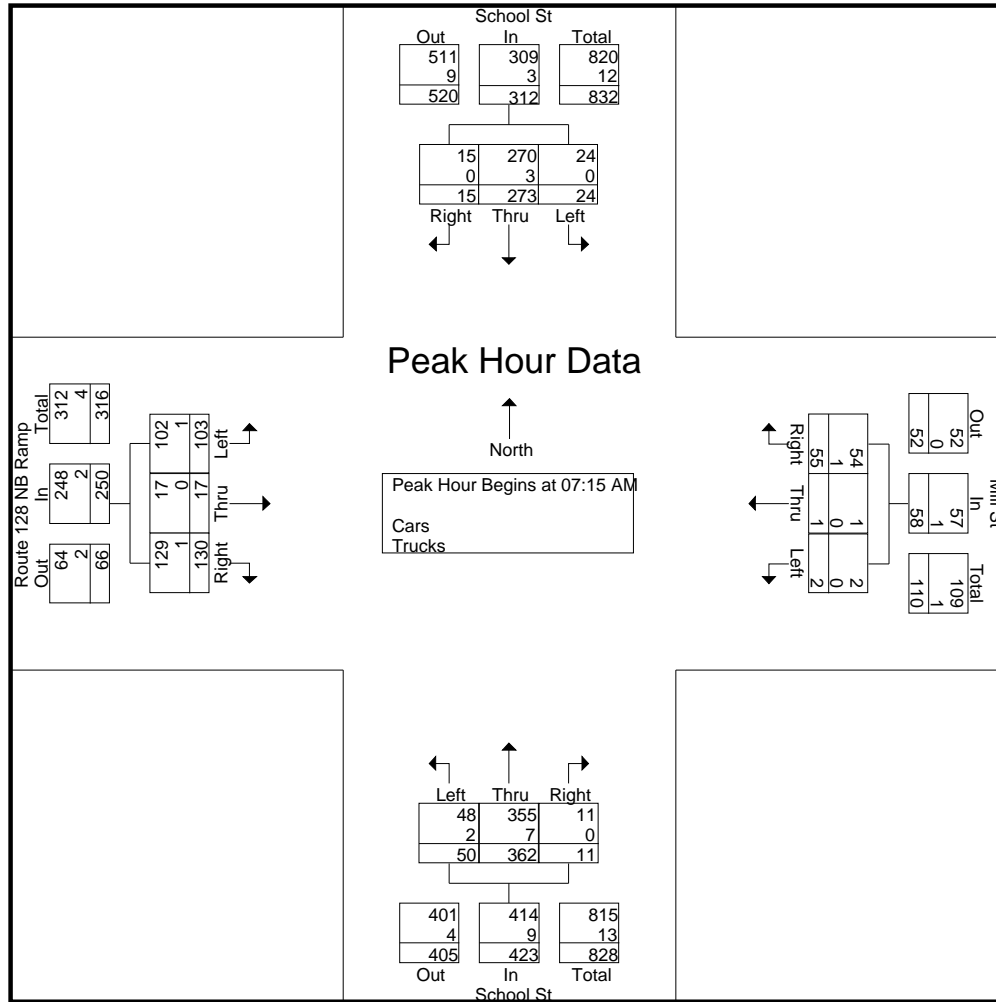 School St
Out In Total
511 309 820
9 3 12
520 312 832
15 270 24
0 3 0
15 273 24
Right Thru Left
Peak Hour Data
North
Peak Hour Begins at 07:15 AM
Cars
Trucks
Route 128 NB Ramp
Out In Total
64 248 312
2 2 4
66 250 316
129 17 102
1 0 1
130 17 103
Right Thru Left
Mill St
Out In Total
52 57 109
0 1 1
52 58 110
54 1 2
1 0 0
55 1 2
Right Thru Left
Left Thru Right
48 355 11
2 7 0
50 362 11
401 414 815
4 9 13
405 423 828
Out In Total
School St